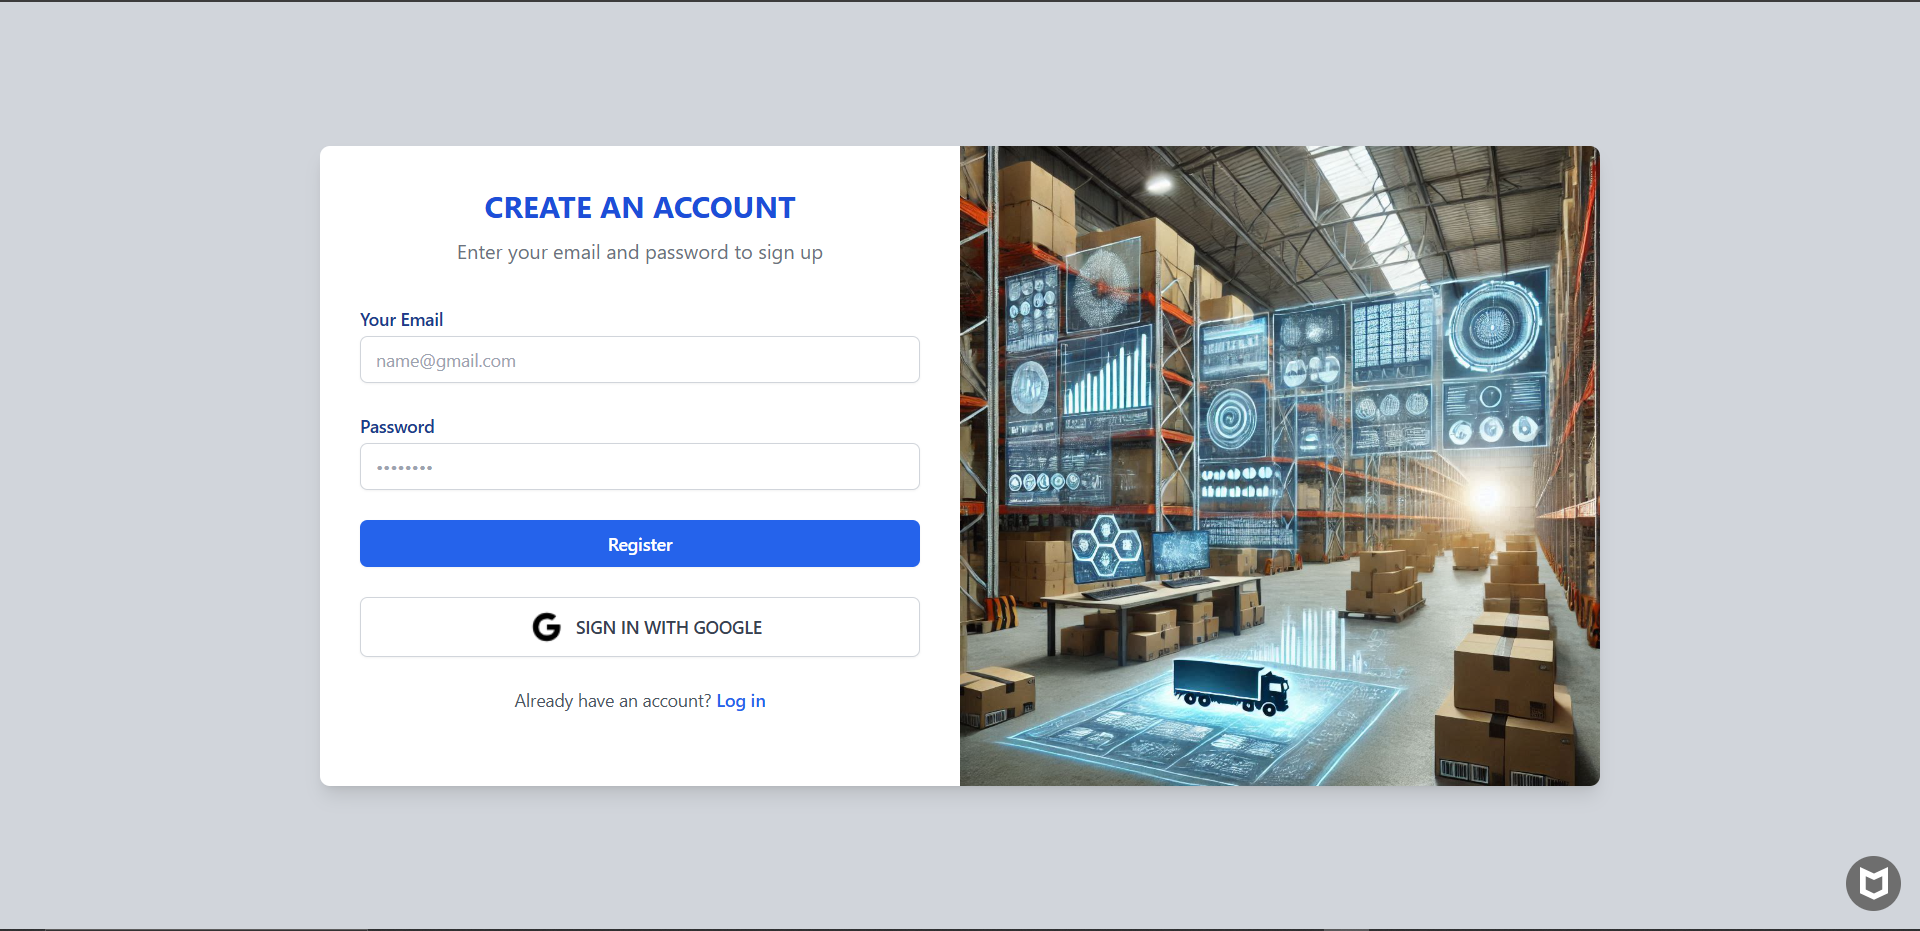 CREATE AN ACCOUNT
Enter your email and password to sign up
Your Email
name@gmail.com
Password
••••••••
Register
SIGN IN WITH GOOGLE
Already have an account? Log in